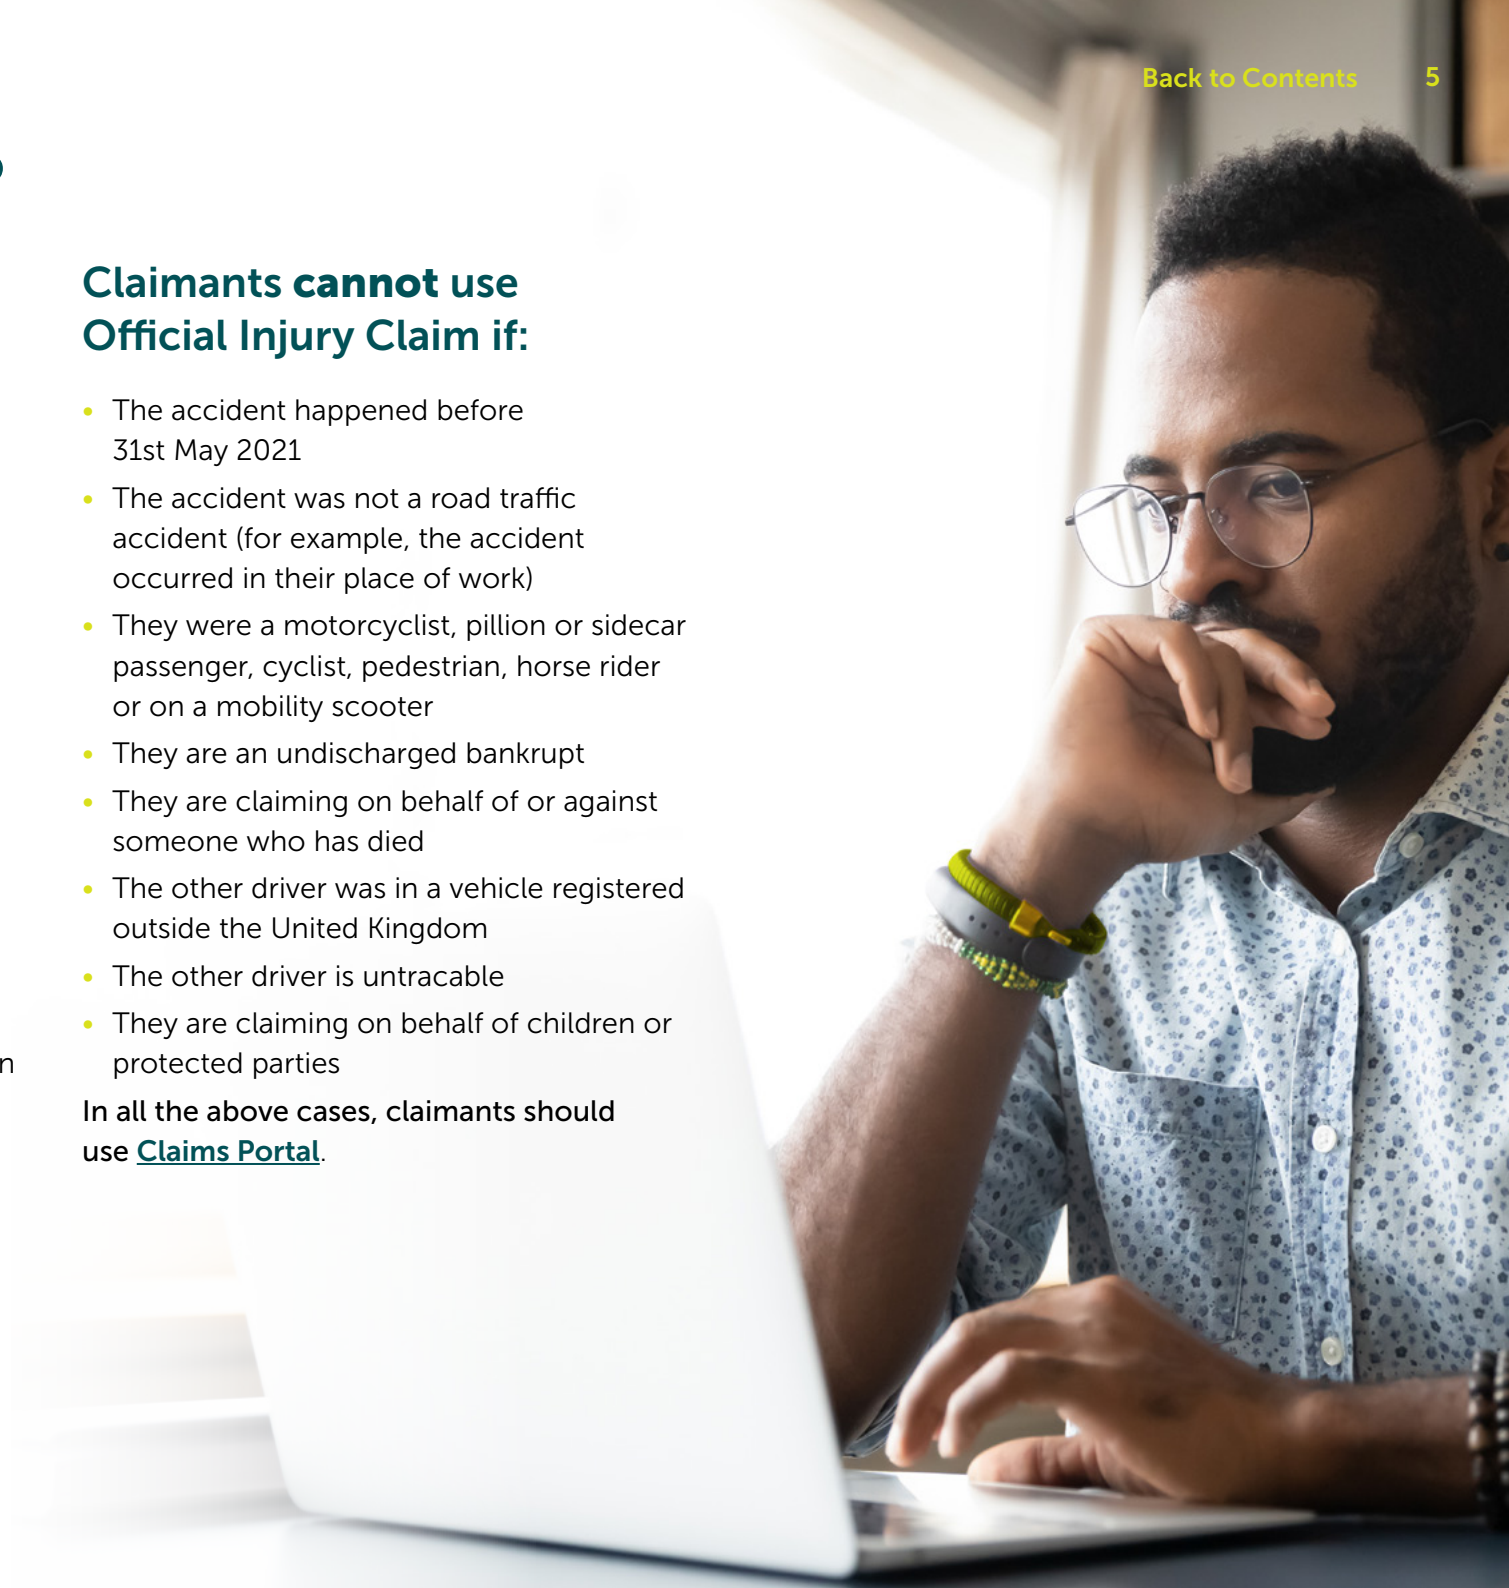 Back to Contents 5
Claimants cannot use
Official Injury Claim if:
• The accident happened before
31st May 2021
• The accident was not a road traffic
accident (for example, the accident
occurred in their place of work)
• They were a motorcyclist, pillion or sidecar
passenger, cyclist, pedestrian, horse rider
or on a mobility scooter
• They are an undischarged bankrupt
• They are claiming on behalf of or against
someone who has died
• The other driver was in a vehicle registered
outside the United Kingdom
• The other driver is untracable
• They are claiming on behalf of children or
n
protected parties
In all the above cases, claimants should
use Claims Portal.